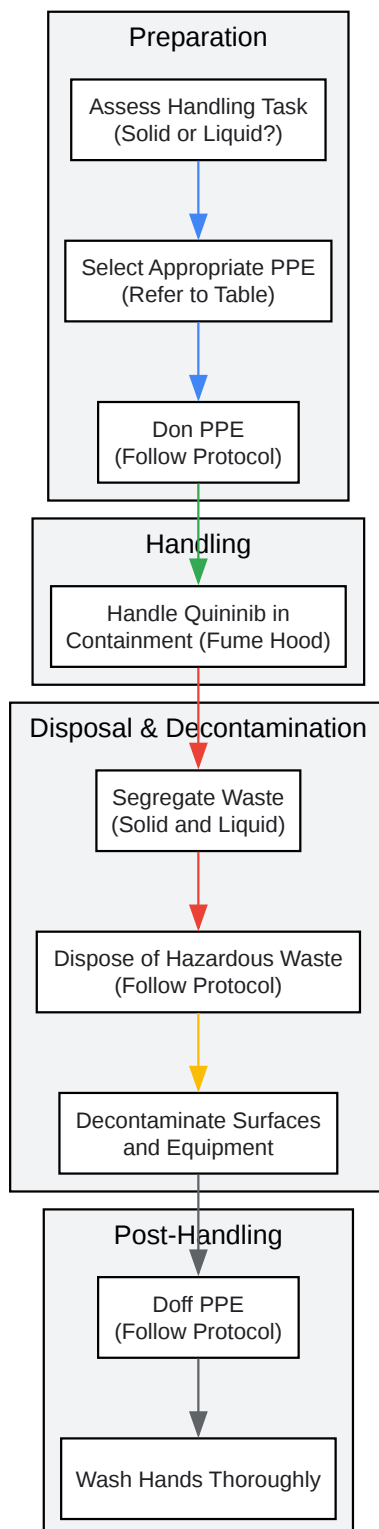 Preparation
Assess Handling Task
(Solid or Liquid?)
Select Appropriate PPE
(Refer to Table)
Don PPE
(Follow Protocol)
Handling
Handle Quininib in
Containment (Fume Hood)
Disposal & Decontamination
Segregate Waste
(Solid and Liquid)
Dispose of Hazardous Waste
(Follow Protocol)
Decontaminate Surfaces
and Equipment
Post-Handling
Doff PPE
(Follow Protocol)
Wash Hands Thoroughly